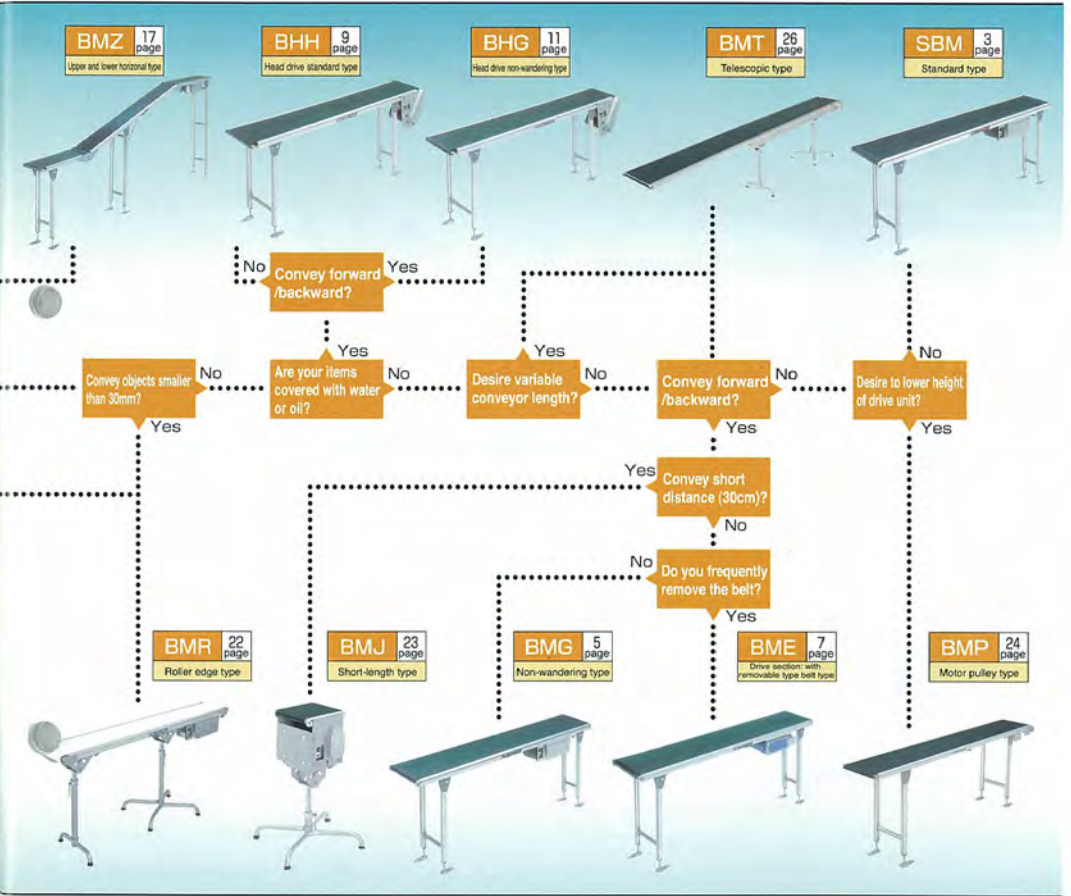 BMZ 17 page
Upper and lower horizonal type
BHH 9 page
Head drive standard type
BHG 11 page
Head drive non-wandering type
BMT 26 page
Telescopic type
SBM 3 page
Standard type
No
Convey forward
/backward?
Yes
Yes
Yes
No
Convey objects smaller
than 30mm?
No
Are your items
covered with water
or oil?
No
Desire variable
conveyor length?
No
Convey forward
/backward?
No
Desire to lower height
of drive unit?
Yes
Yes
Yes
Yes
Convey short
distance (30cm)?
No
No
Do you frequently
remove the belt?
Yes
BMR 22 page
Roller edge type
BMJ 23 page
Short-length type
BMG 5 page
Non-wandering type
BME 7 page
Drive section: with
removable type belt type
BMP 24 page
Motor pulley type